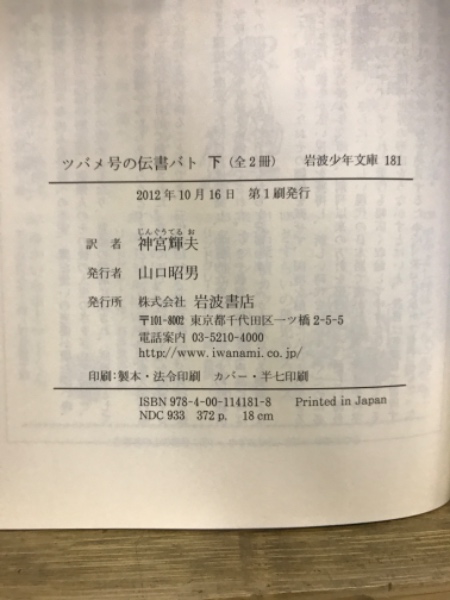 ツバメ号の伝書バト 下 (全2冊) 岩波少年文庫 181
2012年10月16日 第1刷発行
じんぐうてるお
訳者 神宮輝夫
発行者 山口昭男
発行所 株式会社 岩波書店
〒101-8002 東京都千代田区一ツ橋2-5-5
電話案内 03-5210-4000
http://www.iwanami.co.jp/
印刷:製本・法令印刷 カバー・半七印刷
ISBN 978-4-00-114181-8 Printed in Japan
NDC 933 372 p. 18 cm